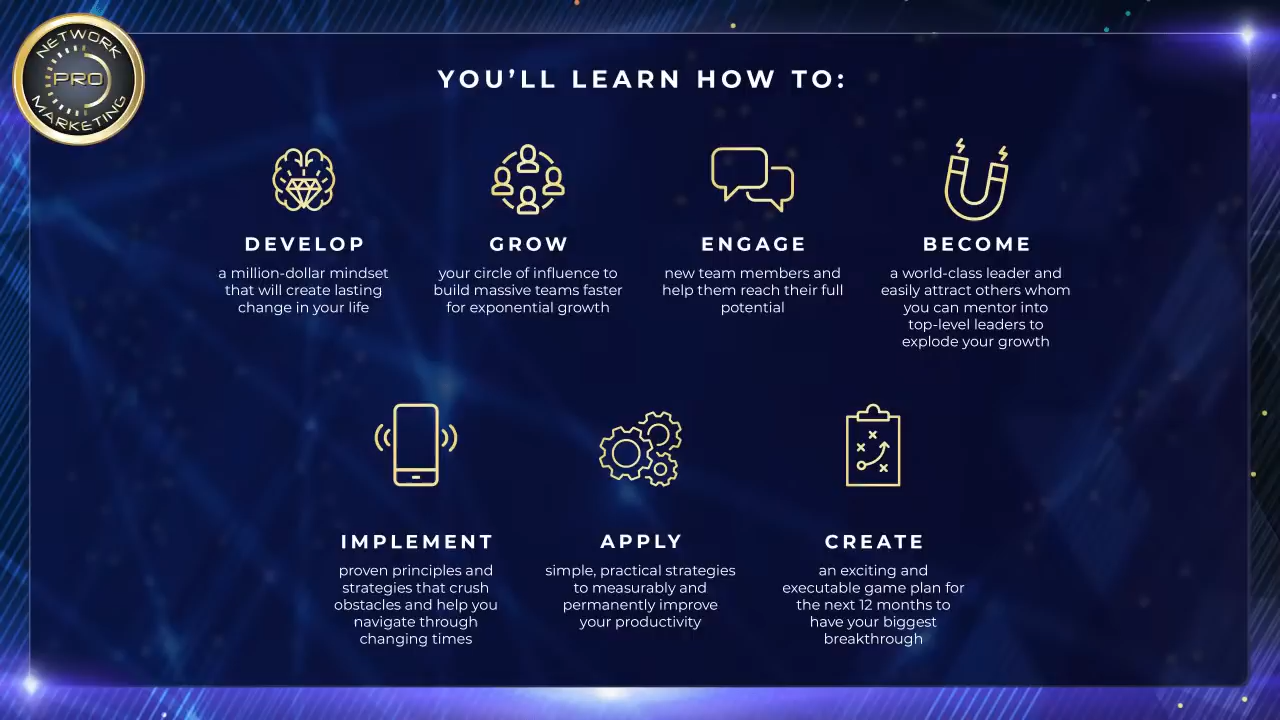 NETWORK
PRO
MARKETING
YOU’LL LEARN HOW TO:
DEVELOP
a million-dollar mindset
that will create lasting
change in your life
GROW
your circle of influence to
build massive teams faster
for exponential growth
ENGAGE
new team members and
help them reach their full
potential
BECOME
a world-class leader and
easily attract others whom
you can mentor into
top-level leaders to
explode your growth
IMPLEMENT
proven principles and
strategies that crush
obstacles and help you
navigate through
changing times
APPLY
simple, practical strategies
to measurably and
permanently improve
your productivity
CREATE
an exciting and
executable game plan for
the next 12 months to
have your biggest
breakthrough